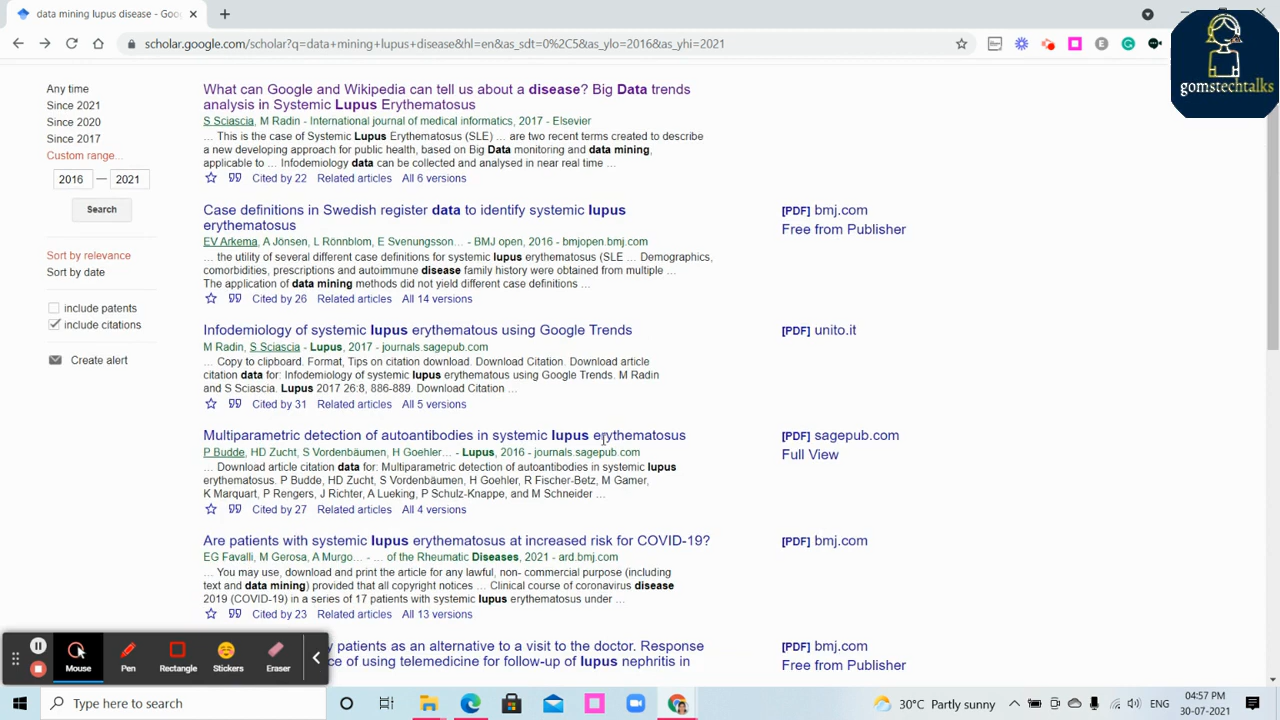 data mining lupus disease
scholar.google.com/scholar?q=data+mining+lupus+disease&hl=en&as_sdt=0%2C5&as_ylo=2016&as_yhi=2021
gomstechtalks
Any time
Since 2021
Since 2020
Since 2017
Custom range...
2016 — 2021
Search
Sort by relevance
Sort by date
include patents
include citations
Create alert
What can Google and Wikipedia can tell us about a disease? Big Data trends
analysis in Systemic Lupus Erythematosus
S Sciascia, M Radin - International journal of medical informatics, 2017 - Elsevier
... This is the case of Systemic Lupus Erythematosus (SLE) ... are two recent terms created to describe
a new developing approach for public health, based on Big Data monitoring and data mining,
applicable to ... Infodemiology data can be collected and analysed in near real time ...
Cited by 22 Related articles All 6 versions
Case definitions in Swedish register data to identify systemic lupus
erythematosus
EV Arkema, A Jönsen, L Rönnblom, E Svenungsson... - BMJ open, 2016 - bmjopen.bmj.com
... the utility of several different case definitions for systemic lupus erythematosus (SLE ... Demographics,
comorbidities, prescriptions and autoimmune disease family history were obtained from multiple ...
The application of data mining methods did not yield different case definitions ...
Cited by 26 Related articles All 14 versions
[PDF] bmj.com
Free from Publisher
Infodemiology of systemic lupus erythematous using Google Trends
M Radin, S Sciascia - Lupus, 2017 - journals.sagepub.com
... Copy to clipboard. Format, Tips on citation download. Download Citation. Download article
citation data for: Infodemiology of systemic lupus erythematous using Google Trends. M Radin
and S Sciascia. Lupus 2017 26:8, 886-889. Download Citation ...
Cited by 31 Related articles All 5 versions
[PDF] unito.it
Multiparametric detection of autoantibodies in systemic lupus erythematosus
P Budde, HD Zucht, S Vordenbäumen, H Goehler... - Lupus, 2016 - journals.sagepub.com
... Download article citation data for: Multiparametric detection of autoantibodies in systemic lupus
erythematosus. P Budde, HD Zucht, S Vordenbäumen, H Goehler, R Fischer-Betz, M Gamer,
K Marquart, P Rengers, J Richter, A Lueking, P Schulz-Knappe, and M Schneider ...
Cited by 27 Related articles All 4 versions
[PDF] sagepub.com
Full View
Are patients with systemic lupus erythematosus at increased risk for COVID-19?
EG Favalli, M Gerosa, A Murgo... - ... of the Rheumatic Diseases, 2021 - ard.bmj.com
... You may use, download and print the article for any lawful, non- commercial purpose (including
text and data mining) provided that all copyright notices ... Clinical course of coronavirus disease
2019 (COVID-19) in a series of 17 patients with systemic lupus erythematosus under ...
Cited by 23 Related articles All 13 versions
[PDF] bmj.com
patients as an alternative to a visit to the doctor. Response
of using telemedicine for follow-up of lupus nephritis in
[PDF] bmj.com
Free from Publisher
Mouse Pen Rectangle Stickers Eraser
Type here to search
30°C Partly sunny
ENG
04:57 PM
30-07-2021